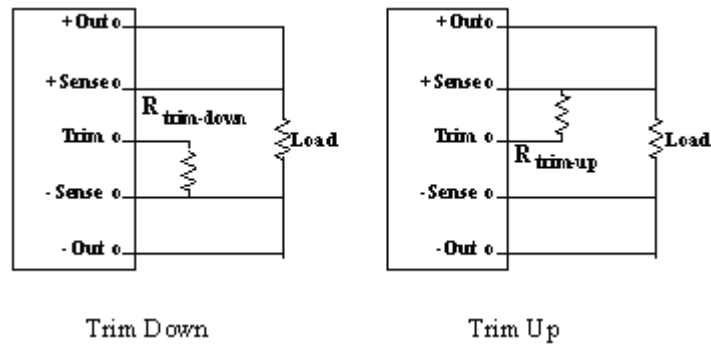 +Out
+Sense
R trim-down
Trim
Load
-Sense
-Out
Trim Down
+Out
+Sense
Trim
R trim-up
Load
-Sense
-Out
Trim Up